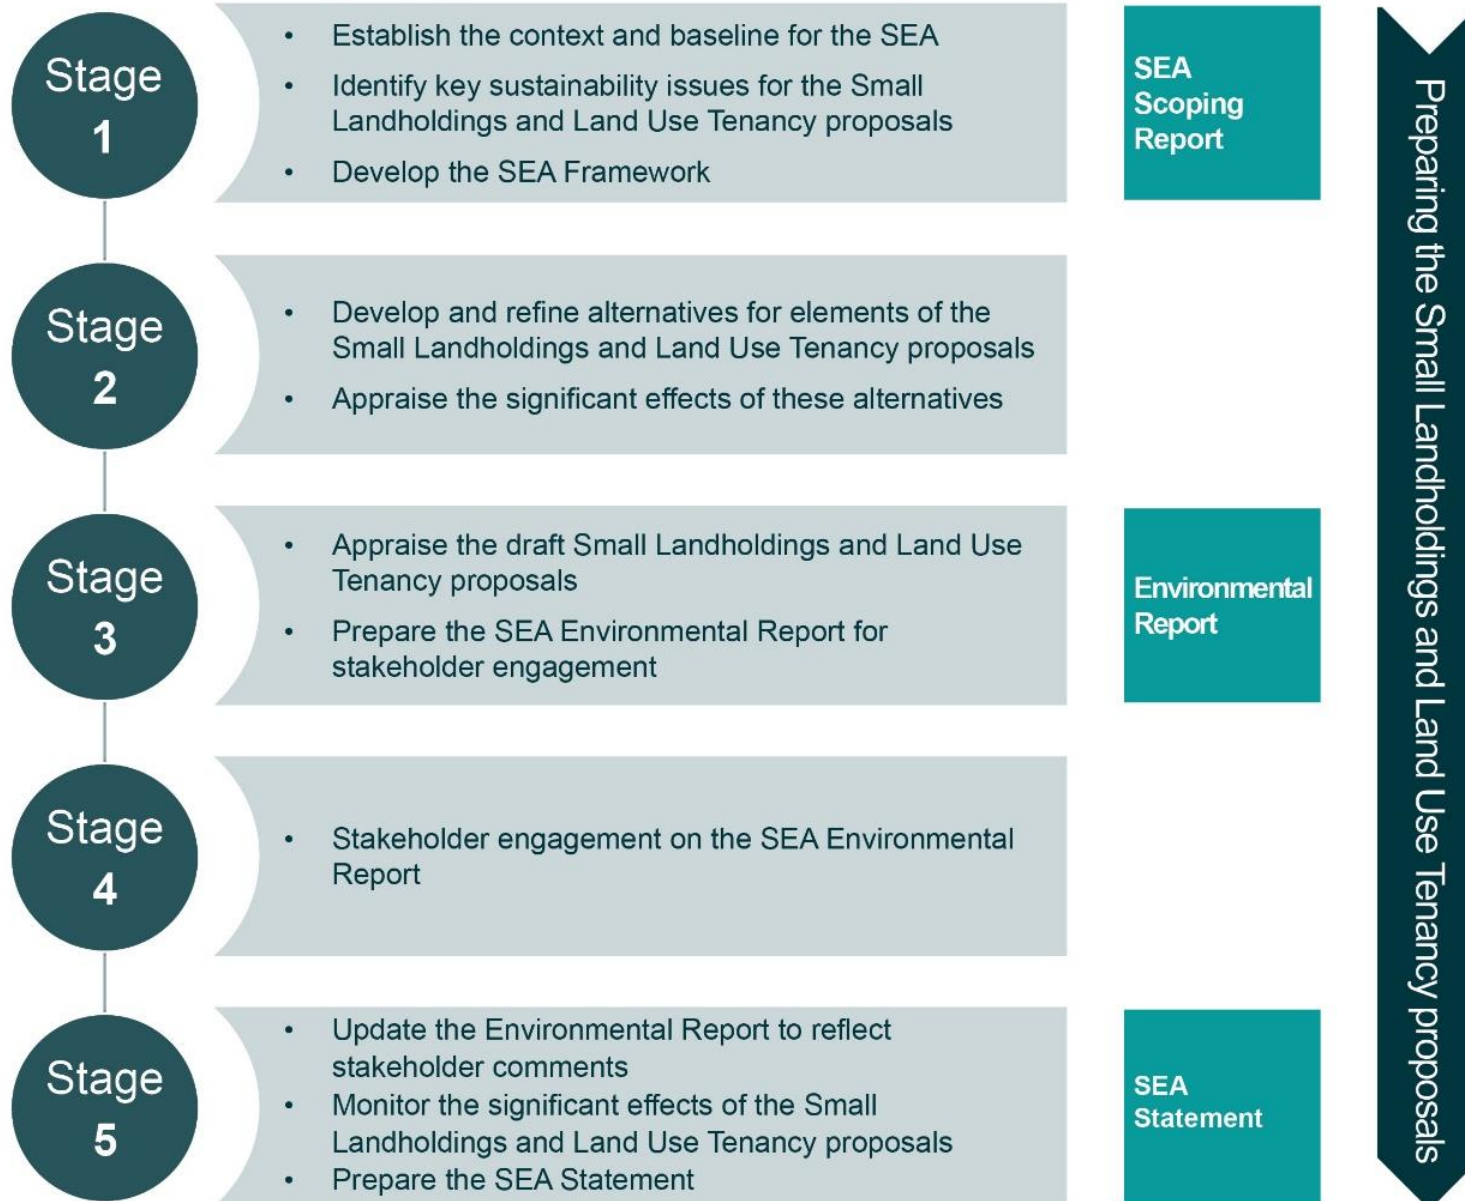 Stage
1
• Establish the context and baseline for the SEA
• Identify key sustainability issues for the Small
Landholdings and Land Use Tenancy proposals
• Develop the SEA Framework
SEA
Scoping
Report
Stage
2
• Develop and refine alternatives for elements of the
Small Landholdings and Land Use Tenancy proposals
• Appraise the significant effects of these alternatives
Stage
3
• Appraise the draft Small Landholdings and Land Use
Tenancy proposals
• Prepare the SEA Environmental Report for
stakeholder engagement
Environmental
Report
Stage
4
• Stakeholder engagement on the SEA Environmental
Report
Stage
5
• Update the Environmental Report to reflect
stakeholder comments
• Monitor the significant effects of the Small
Landholdings and Land Use Tenancy proposals
• Prepare the SEA Statement
SEA
Statement
Preparing the Small Landholdings and Land Use Tenancy proposals